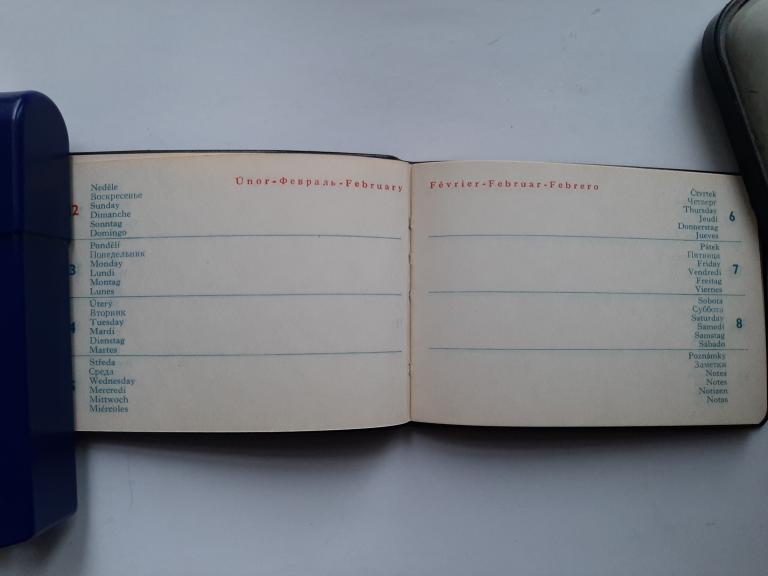 Únor-Февраль-February
2
Neděle
Воскресенье
Sunday
Dimanche
Sonntag
Domingo
3
Pondělí
Понедельник
Monday
Lundi
Montag
Lunes
4
Úterý
Вторник
Tuesday
Mardi
Dienstag
Martes
Středa
Среда
Wednesday
Mercredi
Mittwoch
Miércoles
Février-Februar-Febrero
Čtvrtek
Четверг
Thursday
Jeudi
Donnerstag
Jueves
6
Pátek
Пятница
Friday
Vendredi
Freitag
Viernes
7
Sobota
Суббота
Saturday
Samedi
Samstag
Sábado
8
Poznámky
Заметки
Notes
Notes
Notizen
Notas